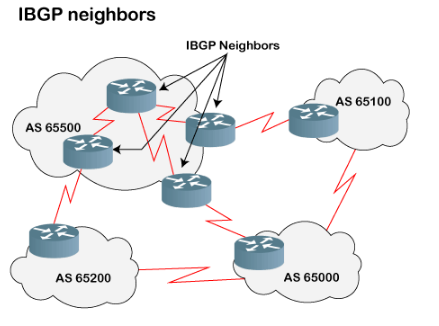 IBGP neighbors
IBGP Neighbors
AS 65100
AS 65500
AS 65200
AS 65000